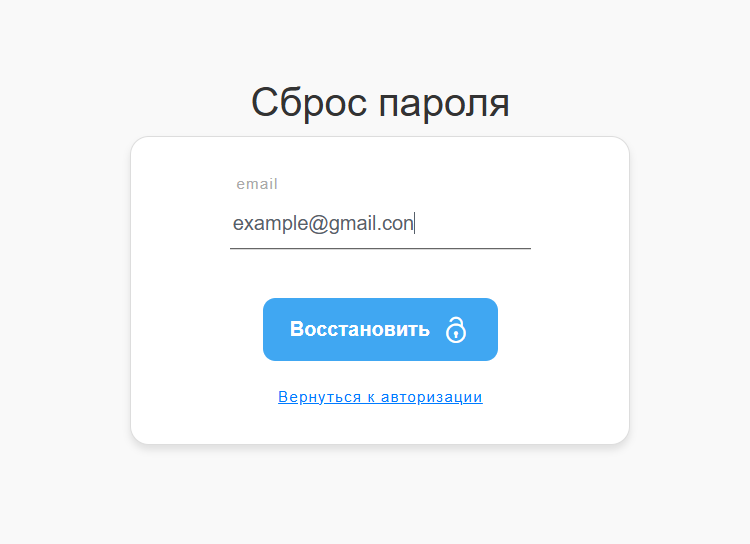 Сброс пароля
email
example@gmail.con
Восстановить
Вернуться к авторизации